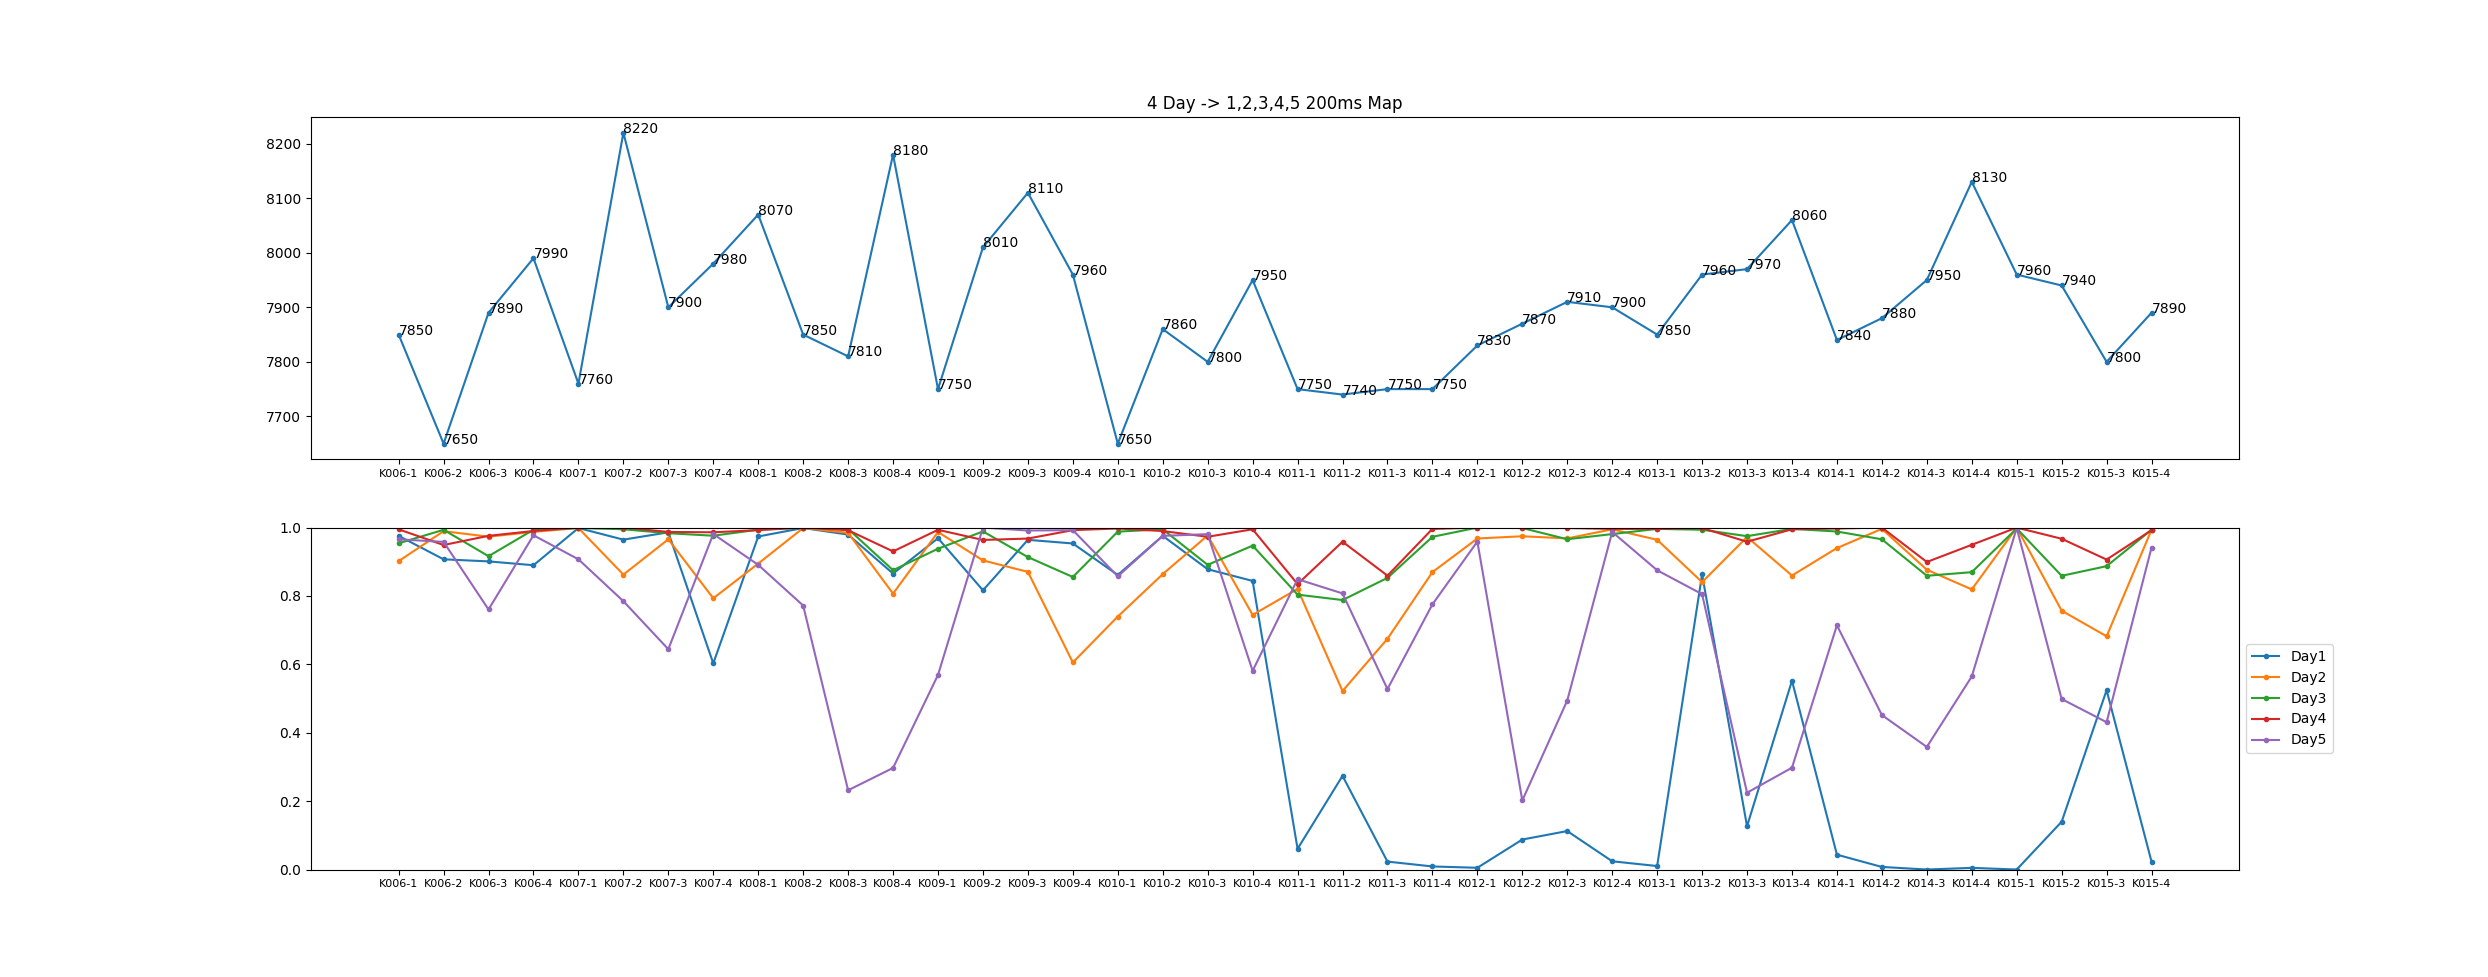 4 Day -> 1,2,3,4,5 200ms Map
8200
8100
8000
7900
7800
7700
7850 7650 7890 7990 7760 8220 7900 7980 8070 7850 7810 8180 7750 8010 8110 7960 7650 7860 7800 7950 7750 7740 7750 7750 7830 7870 7910 7900 7850 7960 7970 8060 7840 7880 7950 8130 7960 7940 7800 7890
K006-1 K006-2 K006-3 K006-4 K007-1 K007-2 K007-3 K007-4 K008-1 K008-2 K008-3 K008-4 K009-1 K009-2 K009-3 K009-4 K010-1 K010-2 K010-3 K010-4 K011-1 K011-2 K011-3 K011-4 K012-1 K012-2 K012-3 K012-4 K013-1 K013-2 K013-3 K013-4 K014-1 K014-2 K014-3 K014-4 K015-1 K015-2 K015-3 K015-4
1.0
0.8
0.6
0.4
0.2
0.0
K006-1 K006-2 K006-3 K006-4 K007-1 K007-2 K007-3 K007-4 K008-1 K008-2 K008-3 K008-4 K009-1 K009-2 K009-3 K009-4 K010-1 K010-2 K010-3 K010-4 K011-1 K011-2 K011-3 K011-4 K012-1 K012-2 K012-3 K012-4 K013-1 K013-2 K013-3 K013-4 K014-1 K014-2 K014-3 K014-4 K015-1 K015-2 K015-3 K015-4
Day1
Day2
Day3
Day4
Day5